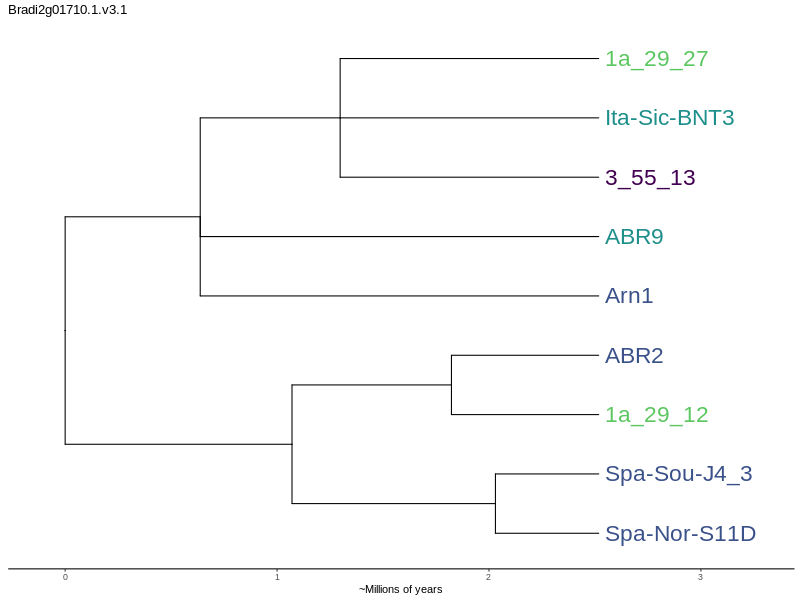 Bradi2g01710.1.v3.1
1a_29_27
Ita-Sic-BNT3
3_55_13
ABR9
Arn1
ABR2
1a_29_12
Spa-Sou-J4_3
Spa-Nor-S11D
0 1 2 3
~Millions of years